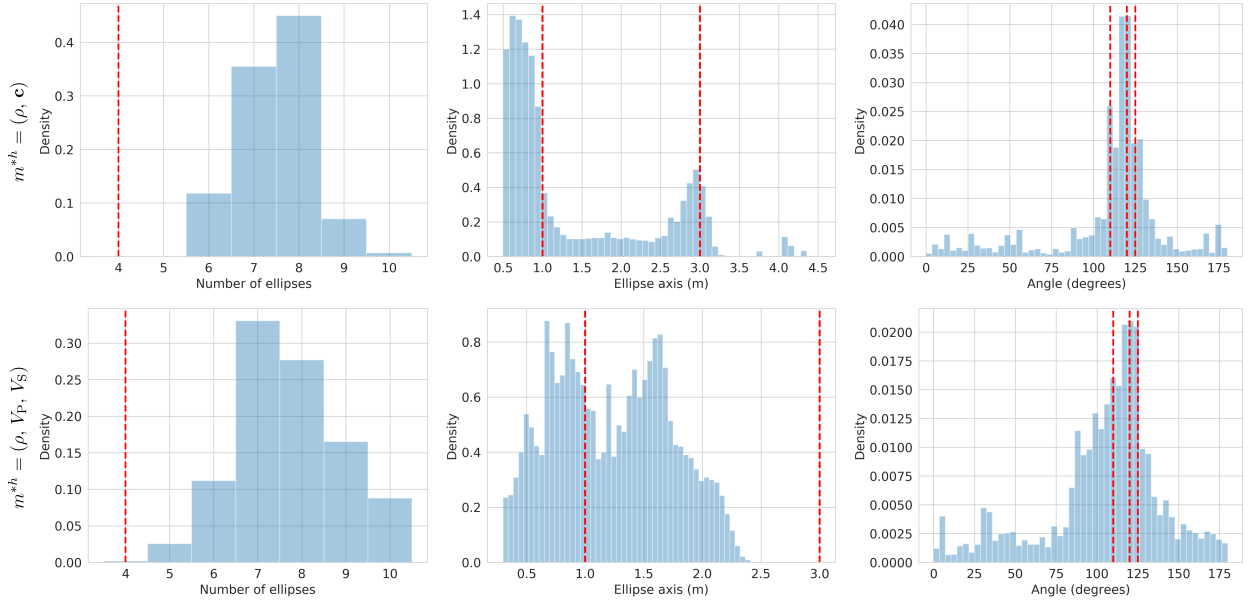 m*ʰ = (ρ, c)
Density
0.4
0.3
0.2
0.1
0.0
4 5 6 7 8 9 10
Number of ellipses
Density
1.4
1.2
1.0
0.8
0.6
0.4
0.2
0.0
0.5 1.0 1.5 2.0 2.5 3.0 3.5 4.0 4.5
Ellipse axis (m)
Density
0.040
0.035
0.030
0.025
0.020
0.015
0.010
0.005
0.000
0 25 50 75 100 125 150 175
Angle (degrees)
m*ʰ = (ρ, V_P, V_S)
Density
0.30
0.25
0.20
0.15
0.10
0.05
0.00
4 5 6 7 8 9 10
Number of ellipses
Density
0.8
0.6
0.4
0.2
0.0
0.5 1.0 1.5 2.0 2.5 3.0
Ellipse axis (m)
Density
0.0200
0.0175
0.0150
0.0125
0.0100
0.0075
0.0050
0.0025
0.0000
0 25 50 75 100 125 150 175
Angle (degrees)